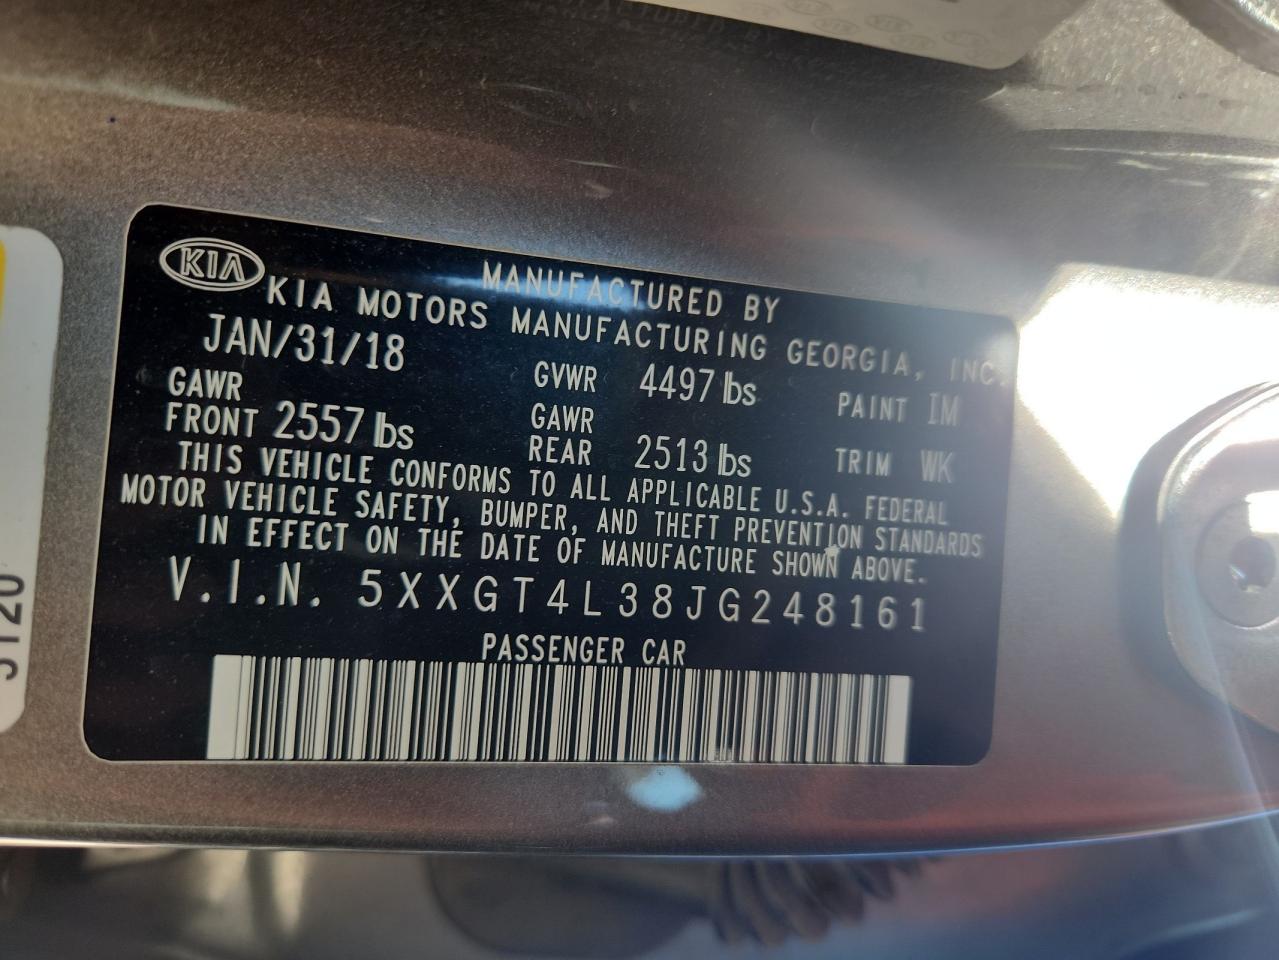 KIA
MANUFACTURED BY
KIA MOTORS MANUFACTURING GEORGIA, INC.
JAN/31/18
GAWR
FRONT 2557 lbs
GVWR 4497 lbs
GAWR
REAR 2513 lbs
PAINT IM
TRIM WK
THIS VEHICLE CONFORMS TO ALL APPLICABLE U.S.A. FEDERAL
MOTOR VEHICLE SAFETY, BUMPER, AND THEFT PREVENTION STANDARDS
IN EFFECT ON THE DATE OF MANUFACTURE SHOWN ABOVE.
V.I.N. 5XXGT4L38JG248161
PASSENGER CAR